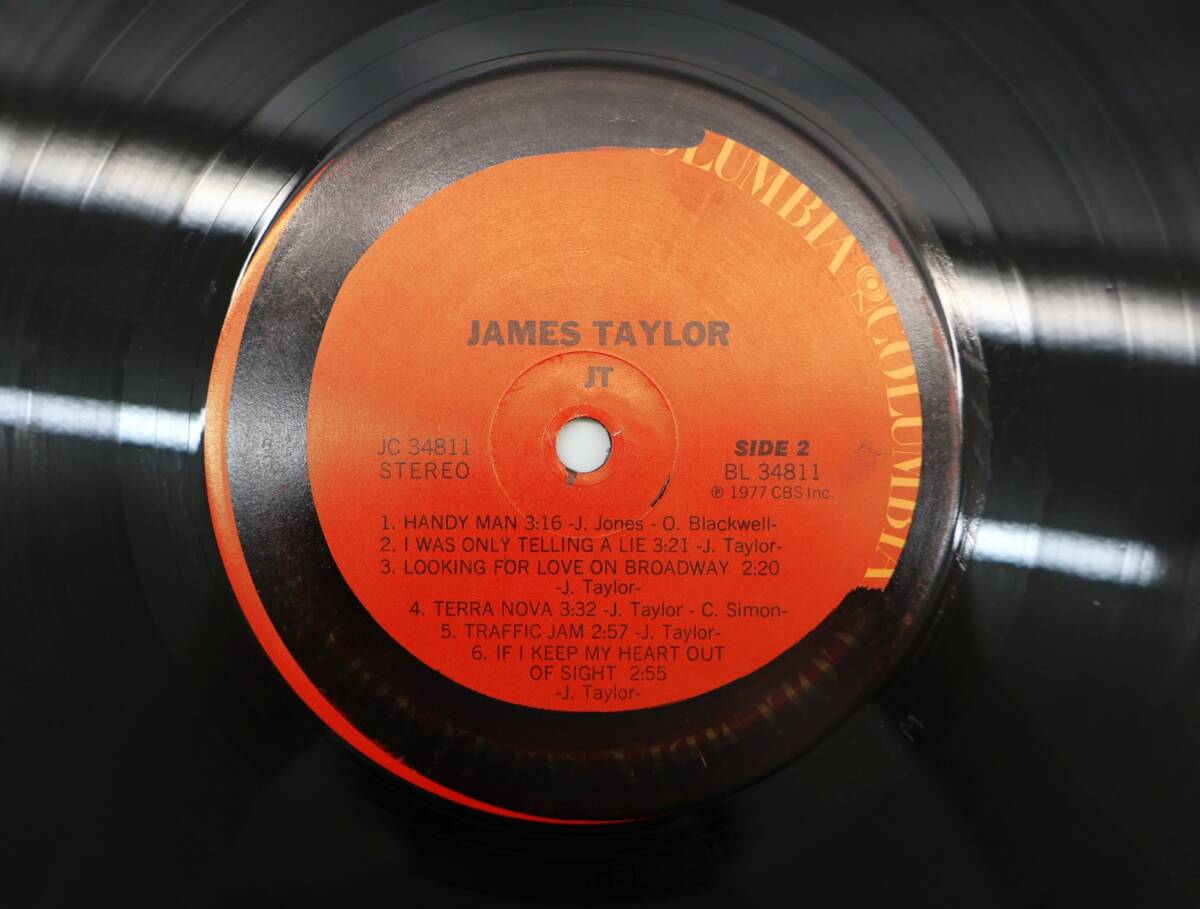 COLUMBIA
COLUMBIA
JAMES TAYLOR
JT
JC 34811
STEREO
SIDE 2
BL 34811
℗ 1977 CBS Inc.
1. HANDY MAN 3:16 -J. Jones - O. Blackwell-
2. I WAS ONLY TELLING A LIE 3:21 -J. Taylor-
3. LOOKING FOR LOVE ON BROADWAY 2:20
-J. Taylor-
4. TERRA NOVA 3:32 -J. Taylor - C. Simon-
5. TRAFFIC JAM 2:57 -J. Taylor-
6. IF I KEEP MY HEART OUT
OF SIGHT 2:55
-J. Taylor-